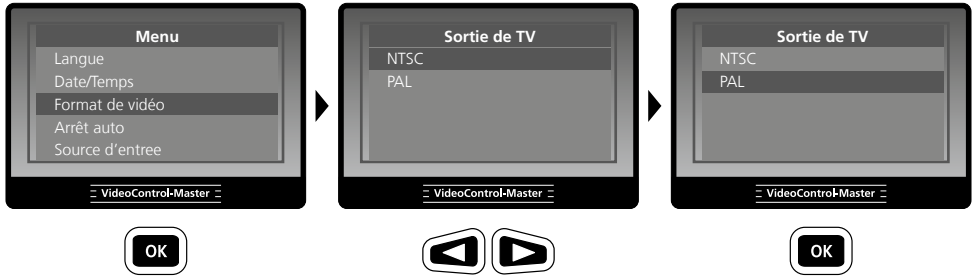 Menu
Langue
Date/Temps
Format de vidéo
Arrêt auto
Source d'entree
VideoControl-Master
OK
Sortie de TV
NTSC
PAL
VideoControl-Master
Sortie de TV
NTSC
PAL
VideoControl-Master
OK